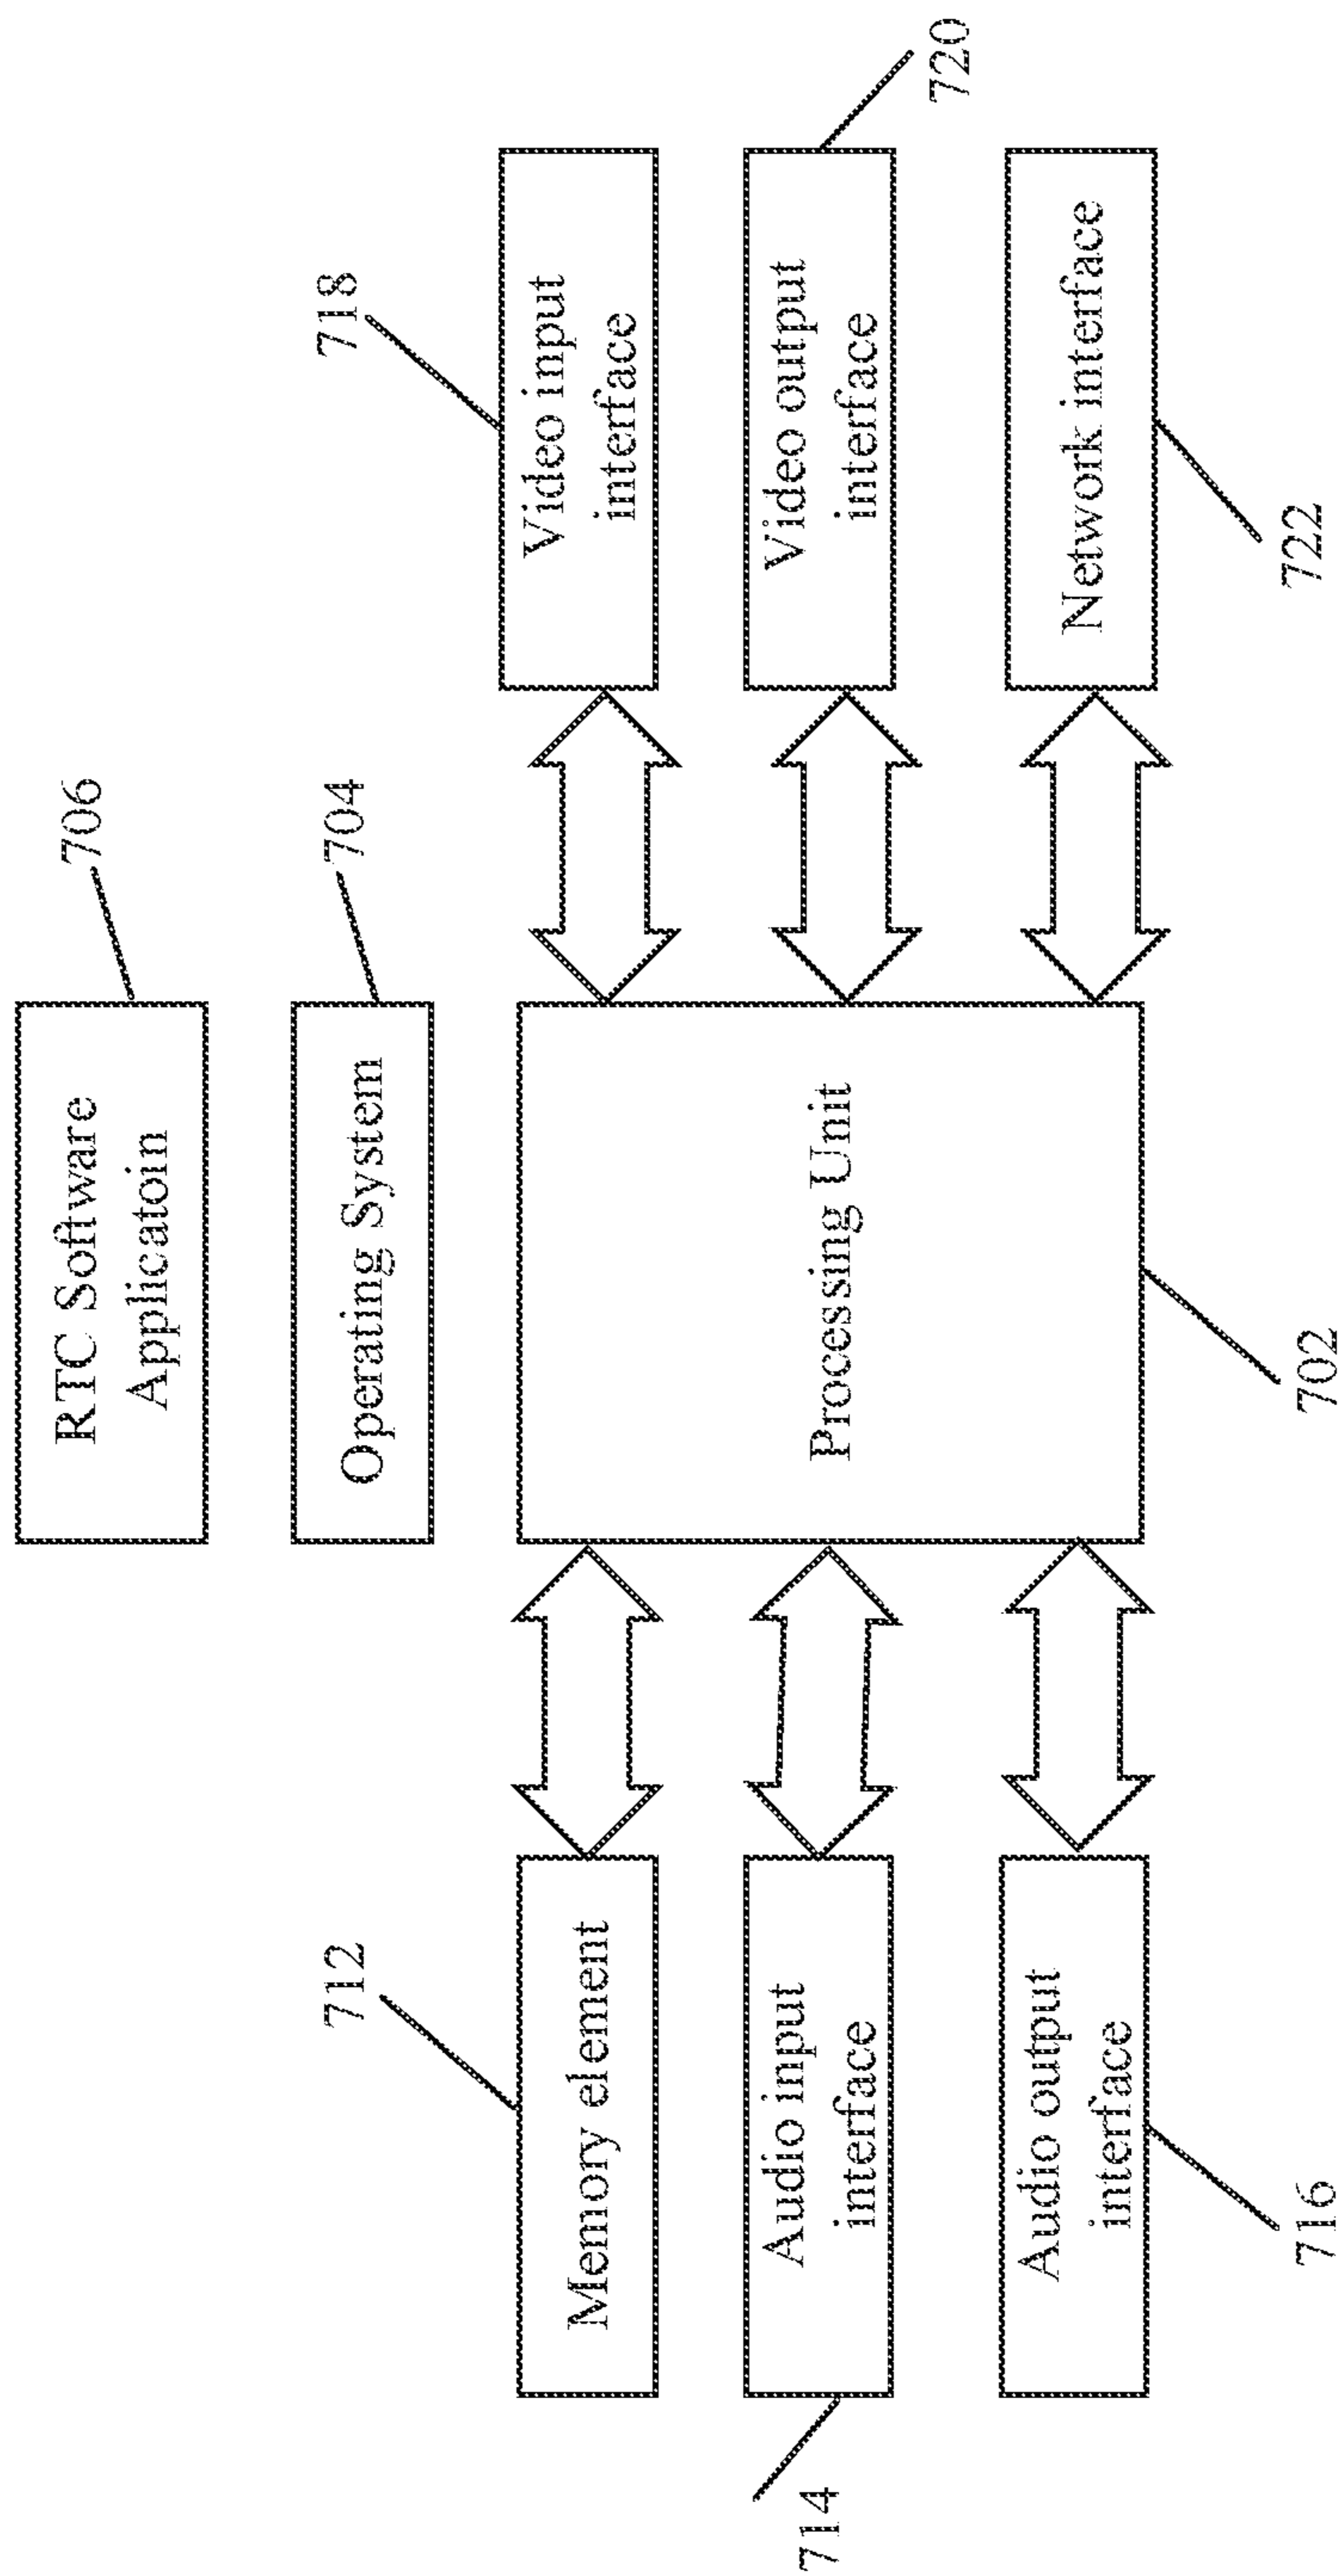 706
RTC Software
Applicatoin
704
Operating System
712
718
Memory element
Video input
interface
720
714
Audio input
interface
Processing Unit
Video output
interface
Audio output
interface
Network interface
716
702
722